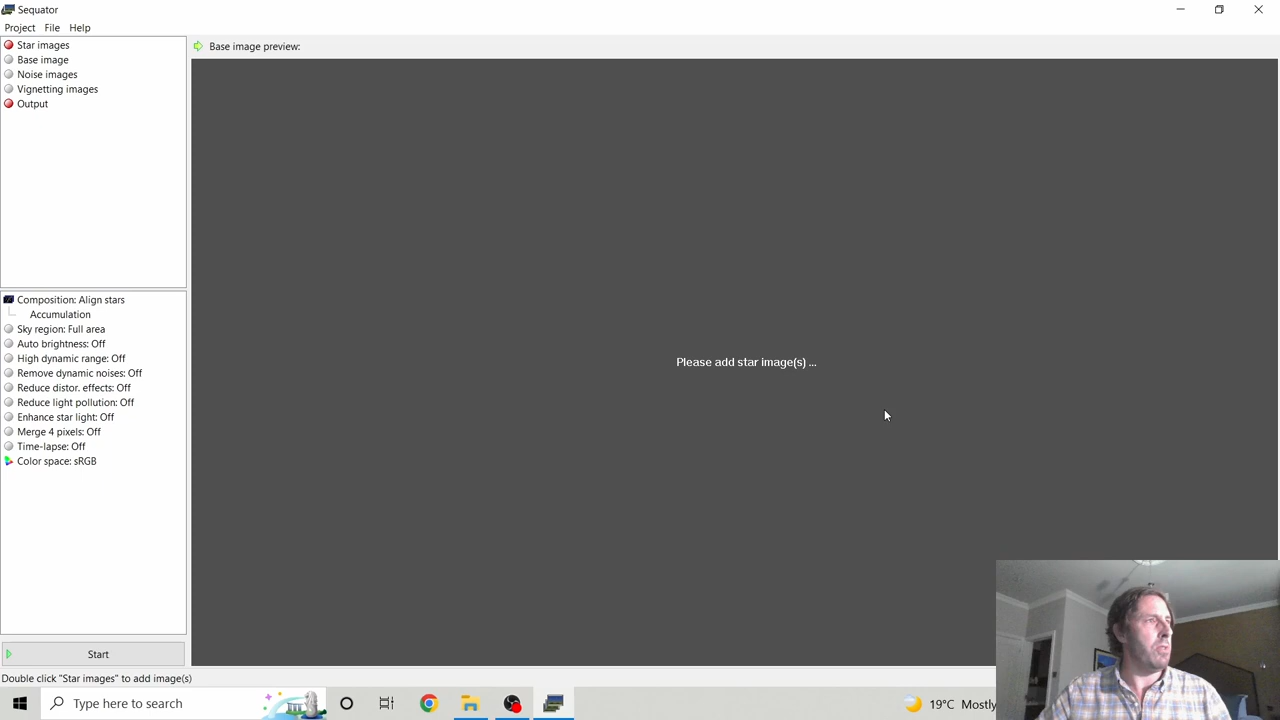 Sequator
Project File Help
Star images
Base image
Noise images
Vignetting images
Output
Base image preview:
Please add star image(s) ...
Composition: Align stars
Accumulation
Sky region: Full area
Auto brightness: Off
High dynamic range: Off
Remove dynamic noises: Off
Reduce distor. effects: Off
Reduce light pollution: Off
Enhance star light: Off
Merge 4 pixels: Off
Time-lapse: Off
Color space: sRGB
Start
Double click "Star images" to add image(s)
Type here to search
19°C Mostly